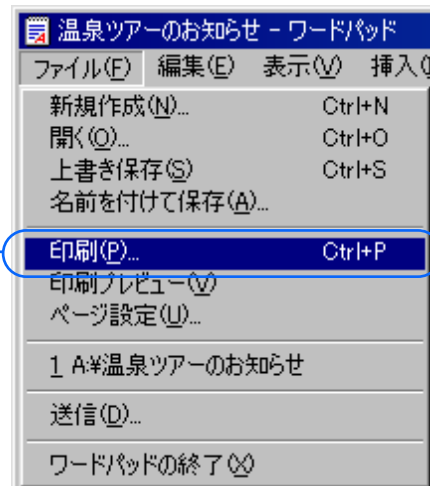 温泉ツアーのお知らせ - ワードパッド
ファイル(F) 編集(E) 表示(V) 挿入(
新規作成(N)... Ctrl+N
開く(O)... Ctrl+O
上書き保存(S) Ctrl+S
名前を付けて保存(A)...
印刷(P)... Ctrl+P
印刷プレビュー(V)
ページ設定(U)...
1 A:¥温泉ツアーのお知らせ
送信(D)...
ワードパッドの終了(X)